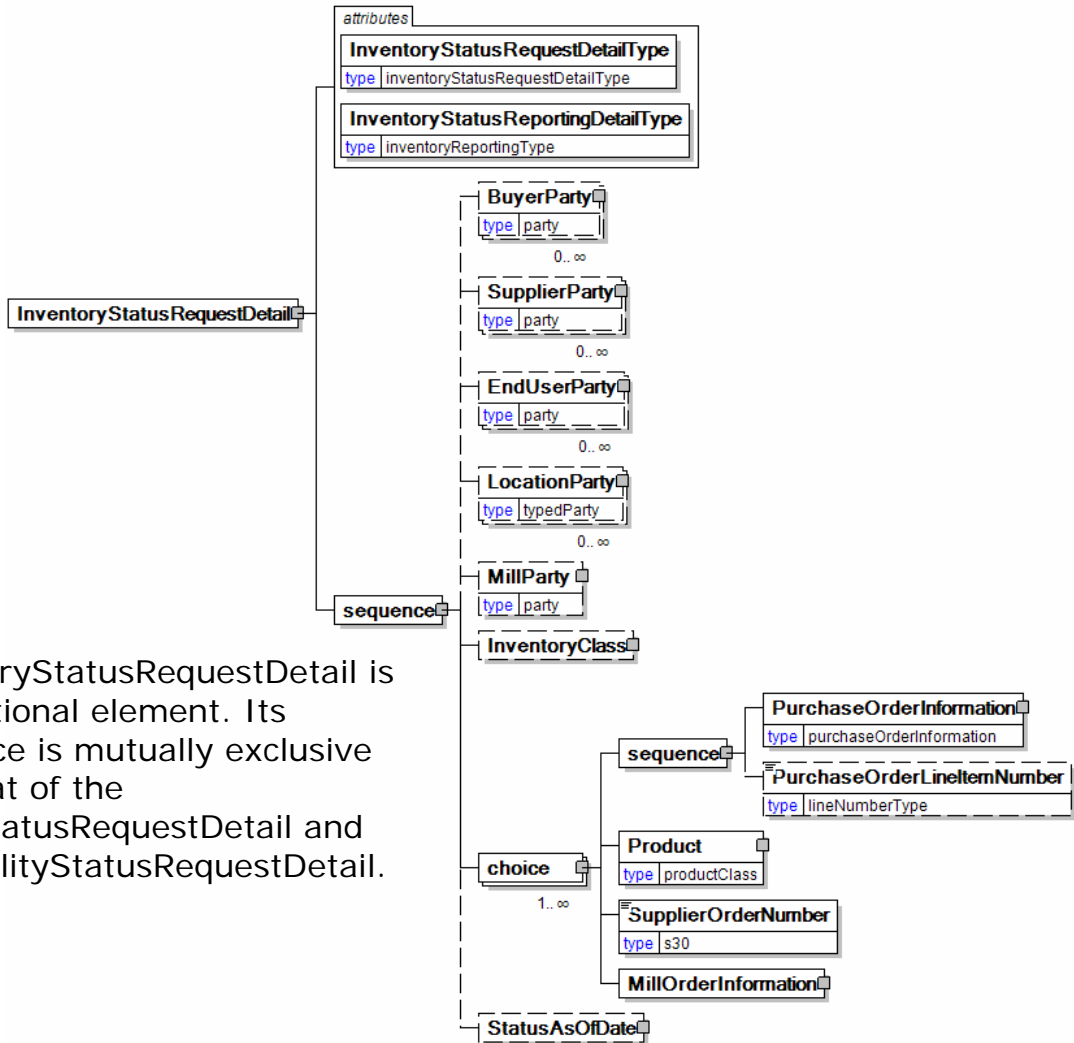 attributes
InventoryStatusRequestDetailType
type inventoryStatusRequestDetailType
InventoryStatusReportingDetailType
type inventoryReportingType
BuyerParty
type party
0..∞
SupplierParty
type party
0..∞
InventoryStatusRequestDetail
EndUserParty
type party
0..∞
LocationParty
type typedParty
0..∞
MillParty
type party
sequence
InventoryClass
ryStatusRequestDetail is
tional element. Its
ce is mutually exclusive
at of the
atusRequestDetail and
lityStatusRequestDetail.
PurchaseOrderInformation
type purchaseOrderInformation
sequence
PurchaseOrderLineItemNumber
type lineNumberType
Product
type productClass
choice
1..∞
SupplierOrderNumber
type s30
MillOrderInformation
StatusAsOfDate